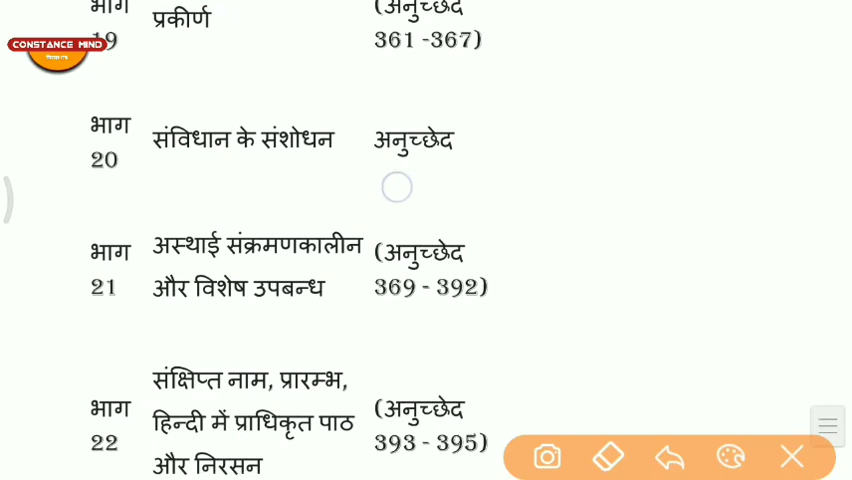 भाग प्रकीर्ण (अनुच्छेद
19 361 -367)
CONSTANCE MIND
भाग संविधान के संशोधन अनुच्छेद
20
भाग अस्थाई संक्रमणकालीन (अनुच्छेद
21 और विशेष उपबन्ध 369 - 392)
संक्षिप्त नाम, प्रारम्भ,
भाग हिन्दी में प्राधिकृत पाठ (अनुच्छेद
22 और निरसन 393 - 395)